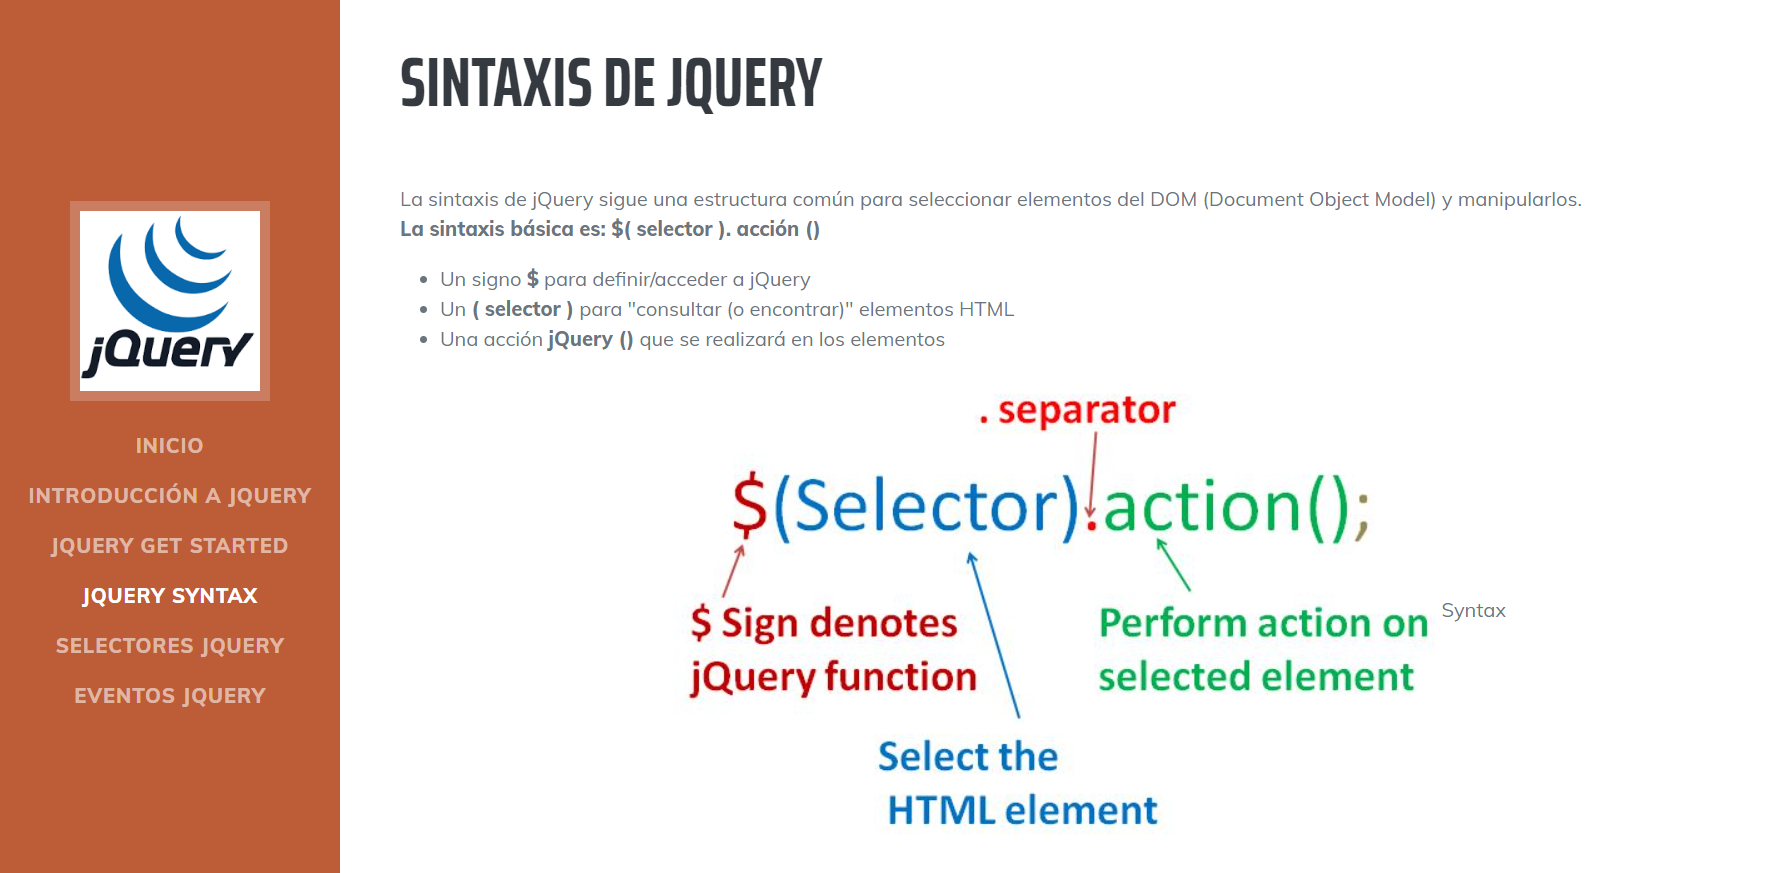 jQuery
INICIO
INTRODUCCIÓN A JQUERY
JQUERY GET STARTED
JQUERY SYNTAX
SELECTORES JQUERY
EVENTOS JQUERY
SINTAXIS DE JQUERY
La sintaxis de jQuery sigue una estructura común para seleccionar elementos del DOM (Document Object Model) y manipularlos.
La sintaxis básica es: $( selector ). acción ()
• Un signo $ para definir/acceder a jQuery
• Un ( selector ) para "consultar (o encontrar)" elementos HTML
• Una acción jQuery () que se realizará en los elementos
. separator
$(Selector).action();
$ Sign denotes
jQuery function
Perform action on
selected element
Syntax
Select the
HTML element